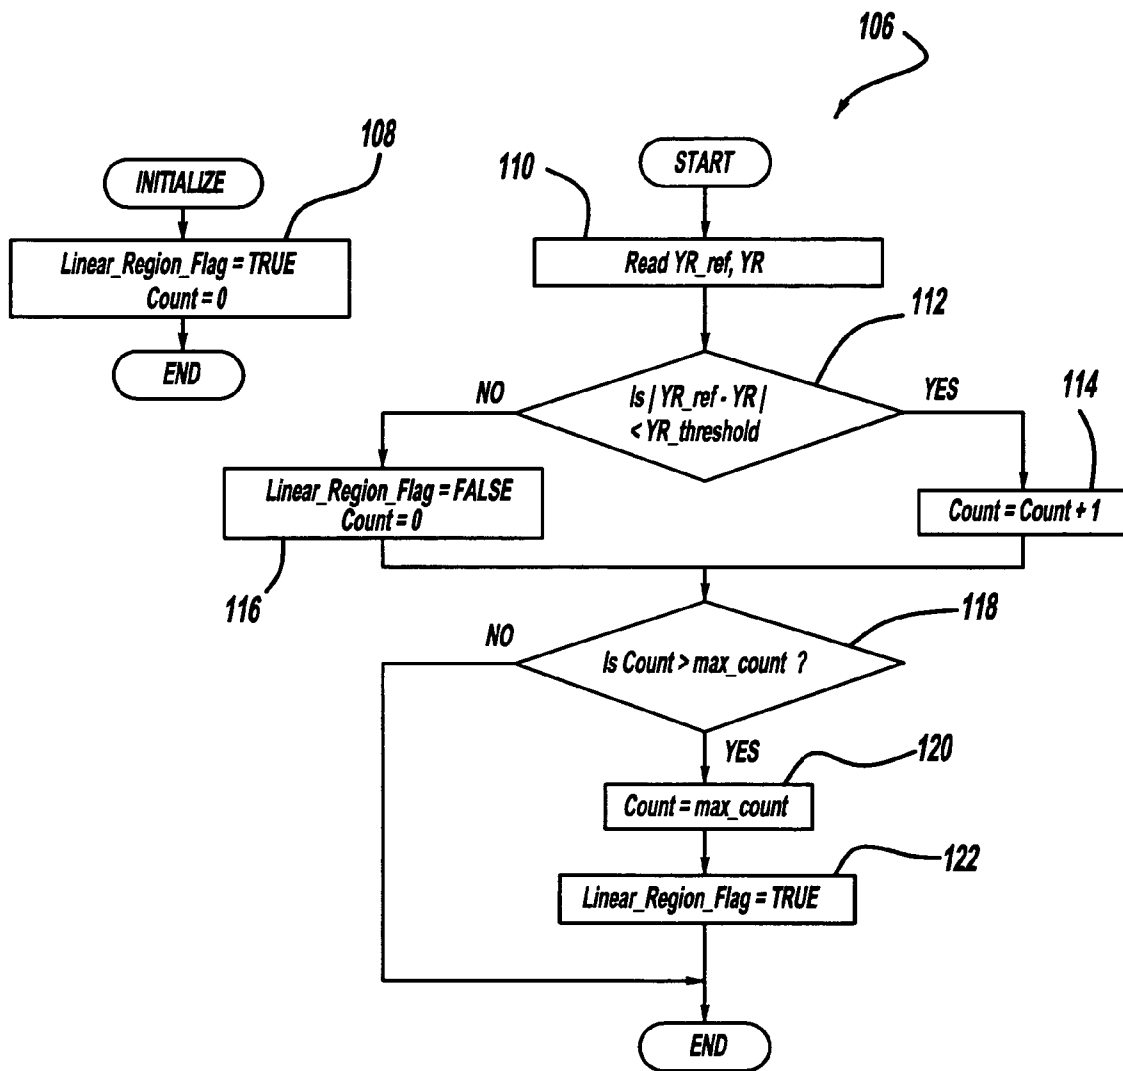 106
108
INITIALIZE
Linear_Region_Flag = TRUE
Count = 0
END
START
110
Read YR_ref, YR
112
Is | YR_ref - YR |
< YR_threshold
NO
YES
114
Linear_Region_Flag = FALSE
Count = 0
Count = Count + 1
116
118
NO
Is Count > max_count ?
YES
120
Count = max_count
122
Linear_Region_Flag = TRUE
END